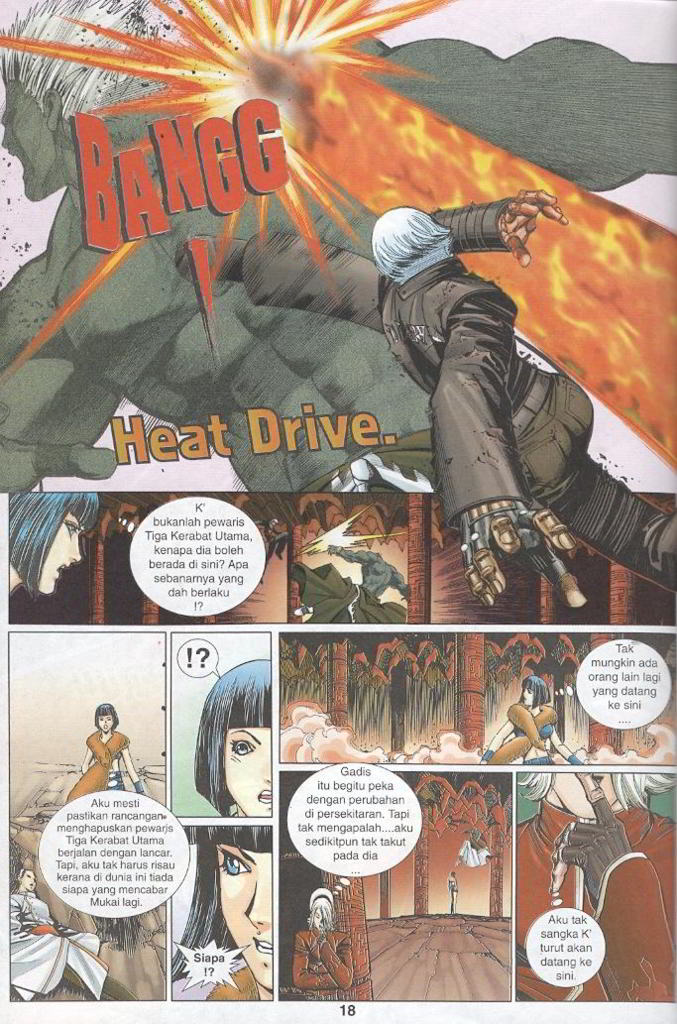 BANGG
!
Heat Drive.
K'
bukanlah pewaris
Tiga Kerabat Utama,
kenapa dia boleh
berada di sini? Apa
sebanarnya yang
dah berlaku
!?
!?
Tak
mungkin ada
orang lain lagi
yang datang
ke sini
....
Aku mesti
pastikan rancangan
menghapuskan pewaris
Tiga Kerabat Utama
berjalan dengan lancar.
Tapi, aku tak harus risau
kerana di dunia ini tiada
siapa yang mencabar
Mukai lagi.
Siapa
!?
Gadis
itu begitu peka
dengan perubahan
di persekitaran. Tapi
tak mengapalah....aku
sedikitpun tak takut
pada dia
...
Aku tak
sangka K'
turut akan
datang ke
sini.
18